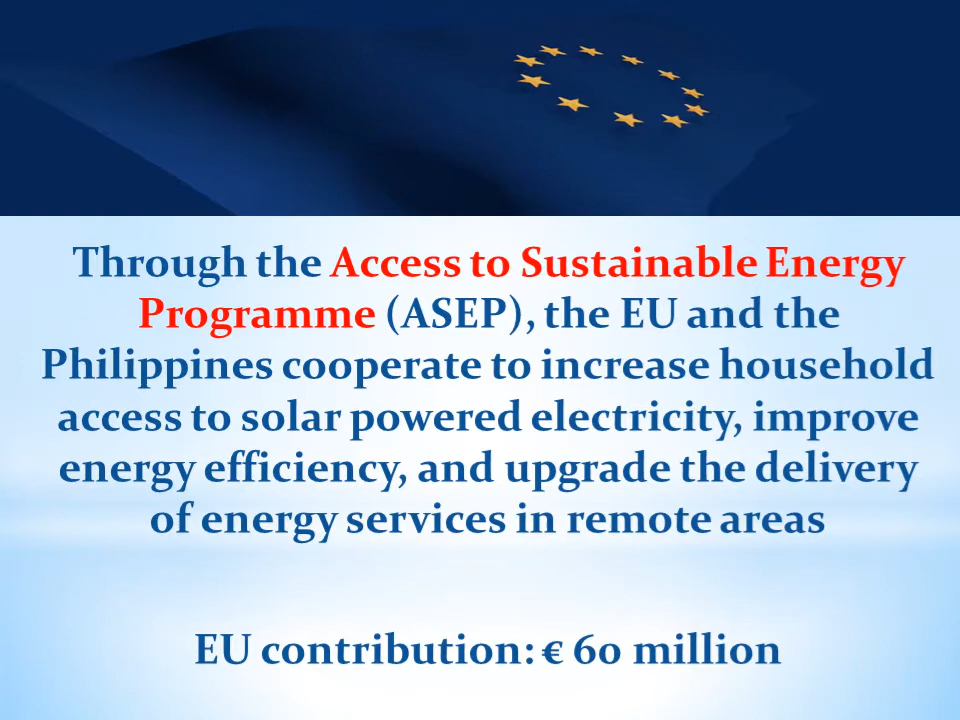 Through the Access to Sustainable Energy
Programme (ASEP), the EU and the
Philippines cooperate to increase household
access to solar powered electricity, improve
energy efficiency, and upgrade the delivery
of energy services in remote areas
EU contribution: € 60 million